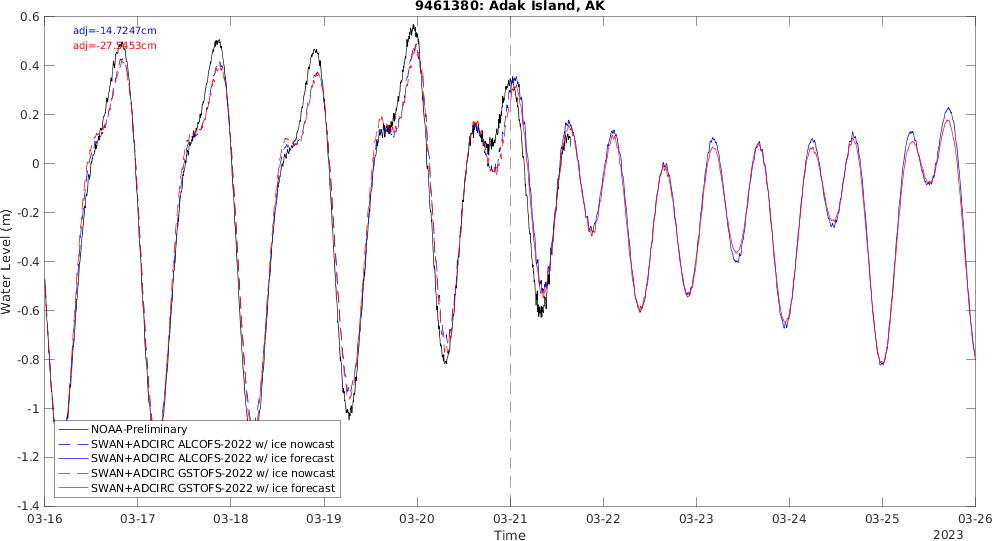 9461380: Adak Island, AK
adj=-14.7247cm
adj=-27.5453cm
0.6
0.4
0.2
0
-0.2
-0.4
-0.6
-0.8
-1
-1.2
-1.4
Water Level (m)
NOAA-Preliminary
SWAN+ADCIRC ALCOFS-2022 w/ ice nowcast
SWAN+ADCIRC ALCOFS-2022 w/ ice forecast
SWAN+ADCIRC GSTOFS-2022 w/ ice nowcast
SWAN+ADCIRC GSTOFS-2022 w/ ice forecast
03-16 03-17 03-18 03-19 03-20 03-21 03-22 03-23 03-24 03-25 03-26
Time
2023